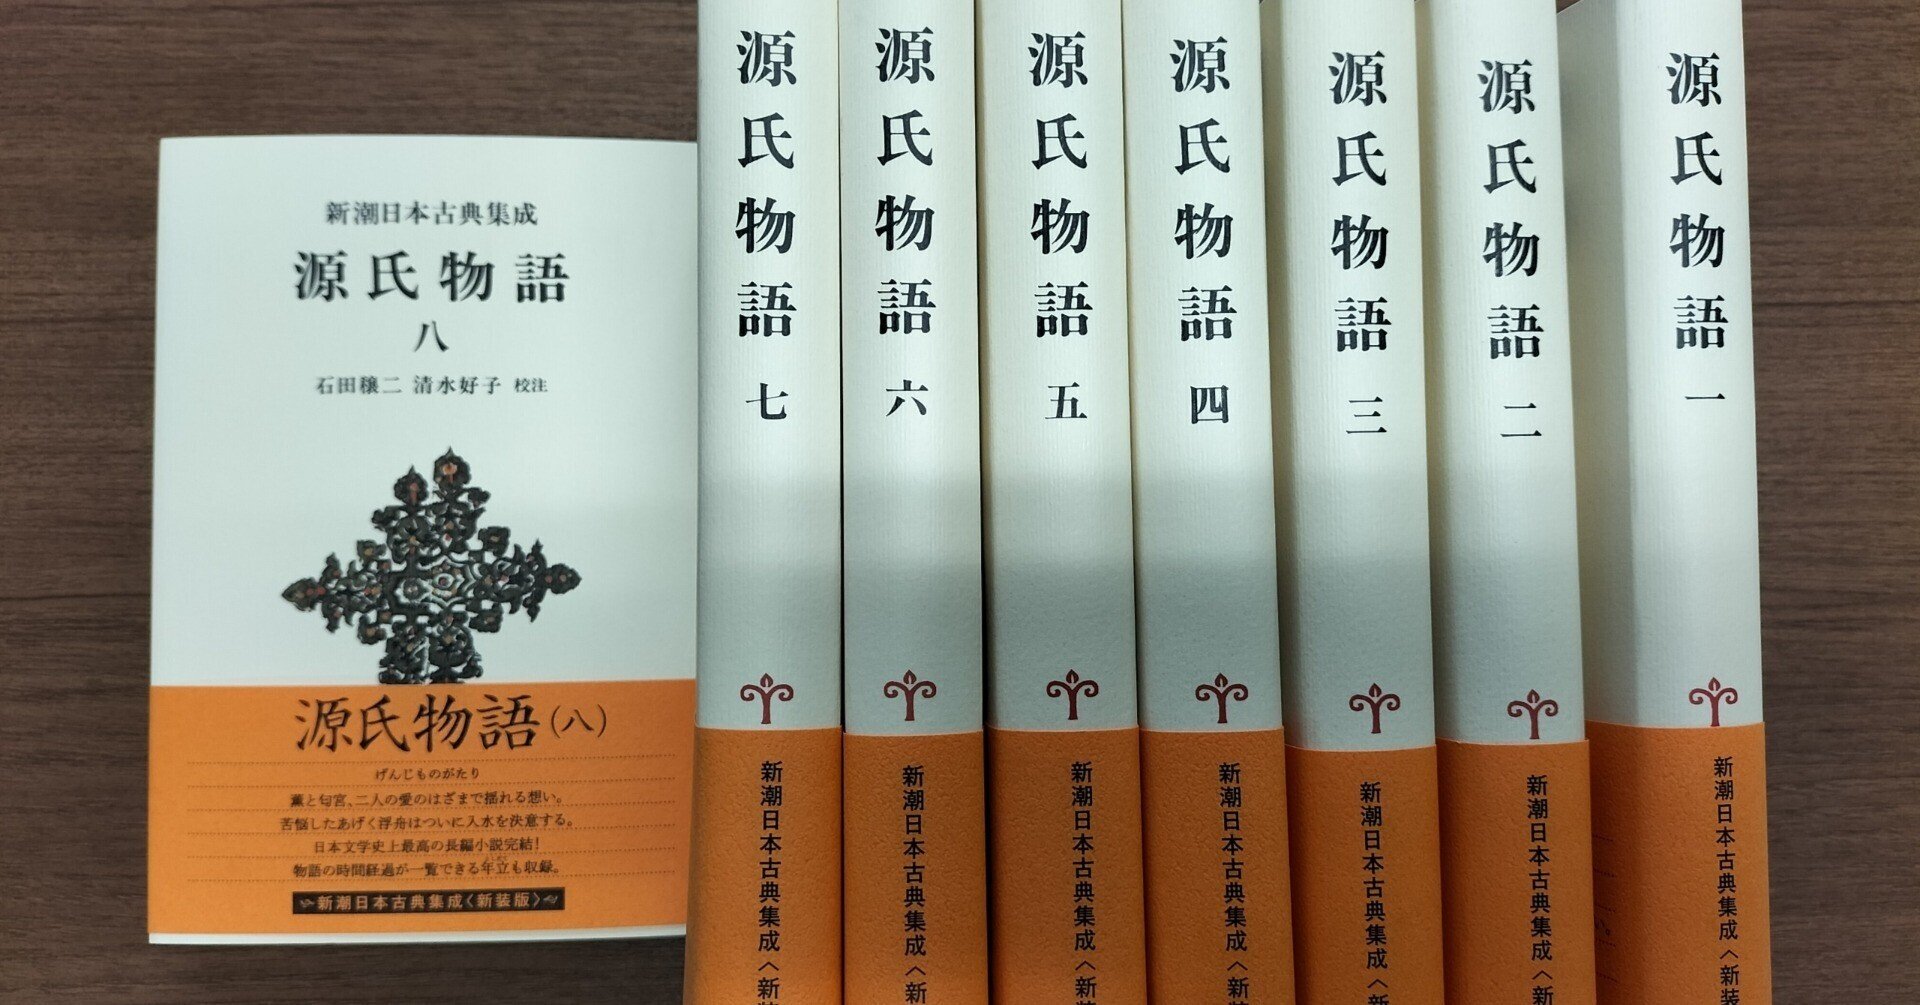 新潮日本古典集成
源氏物語
八
石田穣二 清水好子 校注
源氏物語(八)
げんじものがたり
薫と匂宮、二人の愛のはざまで揺れる想い。
苦悩したあげく浮舟はついに入水を決意する。
日本文学史上最高の長編小説完結!
物語の時間経過が一覧できる年立も収録。
新潮日本古典集成〈新装版〉
源氏物語 七
新潮日本古典集成〈新装
源氏物語 六
新潮日本古典集成〈新
源氏物語 五
新潮日本古典集成〈新装
源氏物語 四
新潮日本古典集成〈新装
源氏物語 三
新潮日本古典集成〈新
源氏物語 二
新潮日本古典集成〈新
源氏物語 一
新潮日本古典集成〈新装